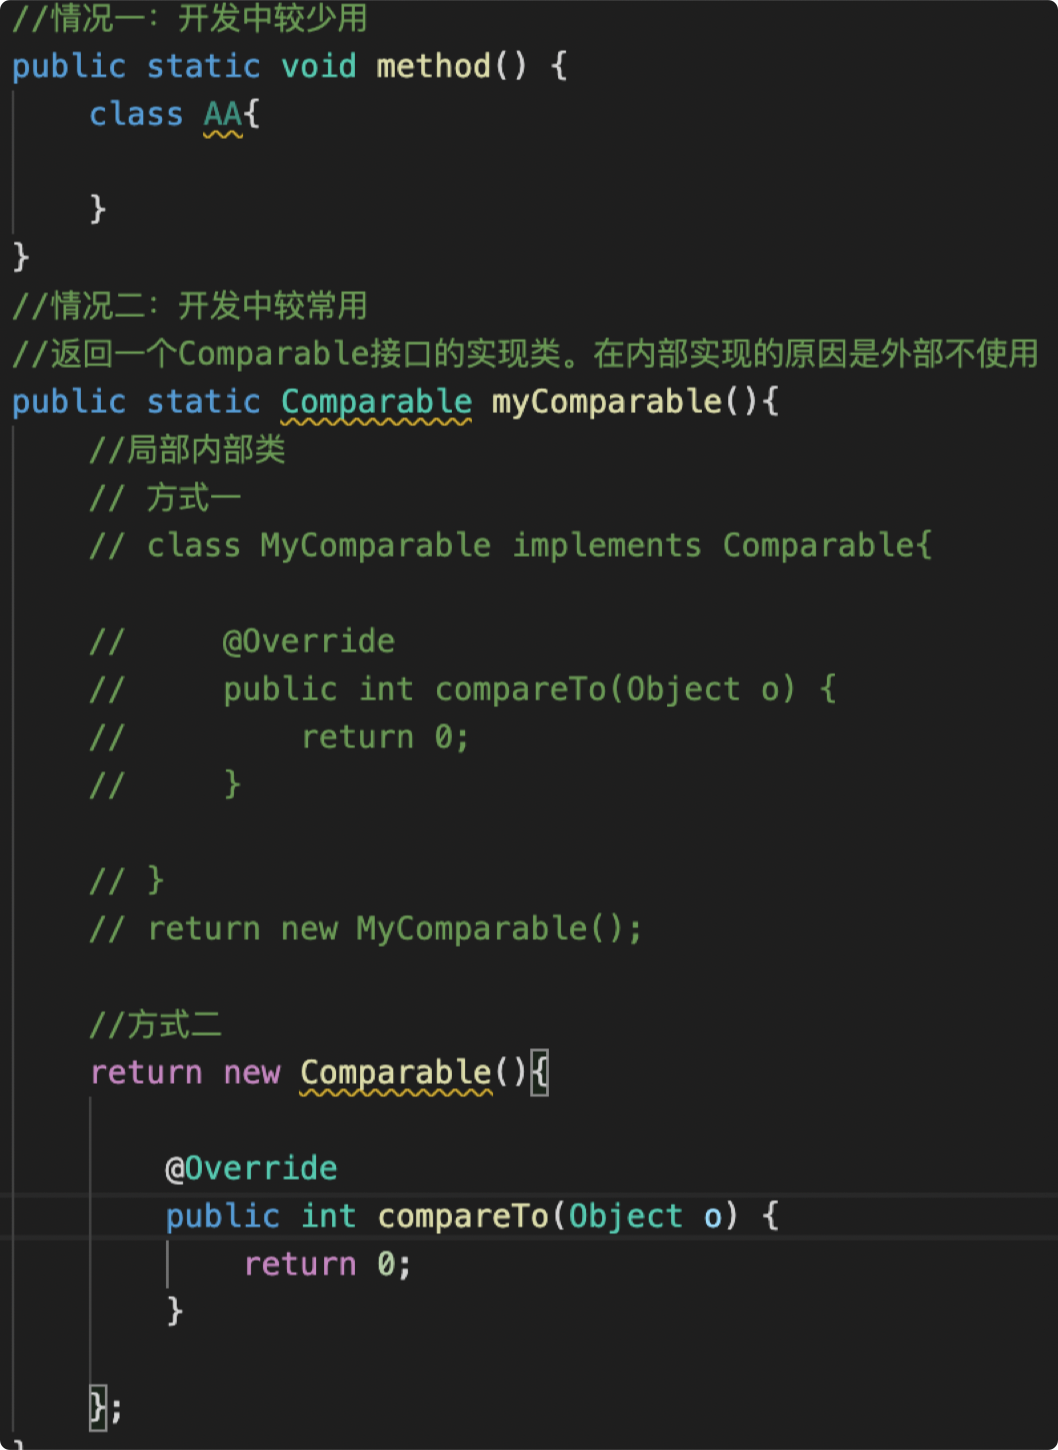 //情况一：开发中较少用
public static void method() {
class AA{
}
}
//情况二：开发中较常用
//返回一个Comparable接口的实现类。在内部实现的原因是外部不使用
public static Comparable myComparable(){
//局部内部类
// 方式一
// class MyComparable implements Comparable{
//     @Override
//     public int compareTo(Object o) {
//         return 0;
//     }
// }
// return new MyComparable();
//方式二
return new Comparable(){
@Override
public int compareTo(Object o) {
return 0;
}
};
}